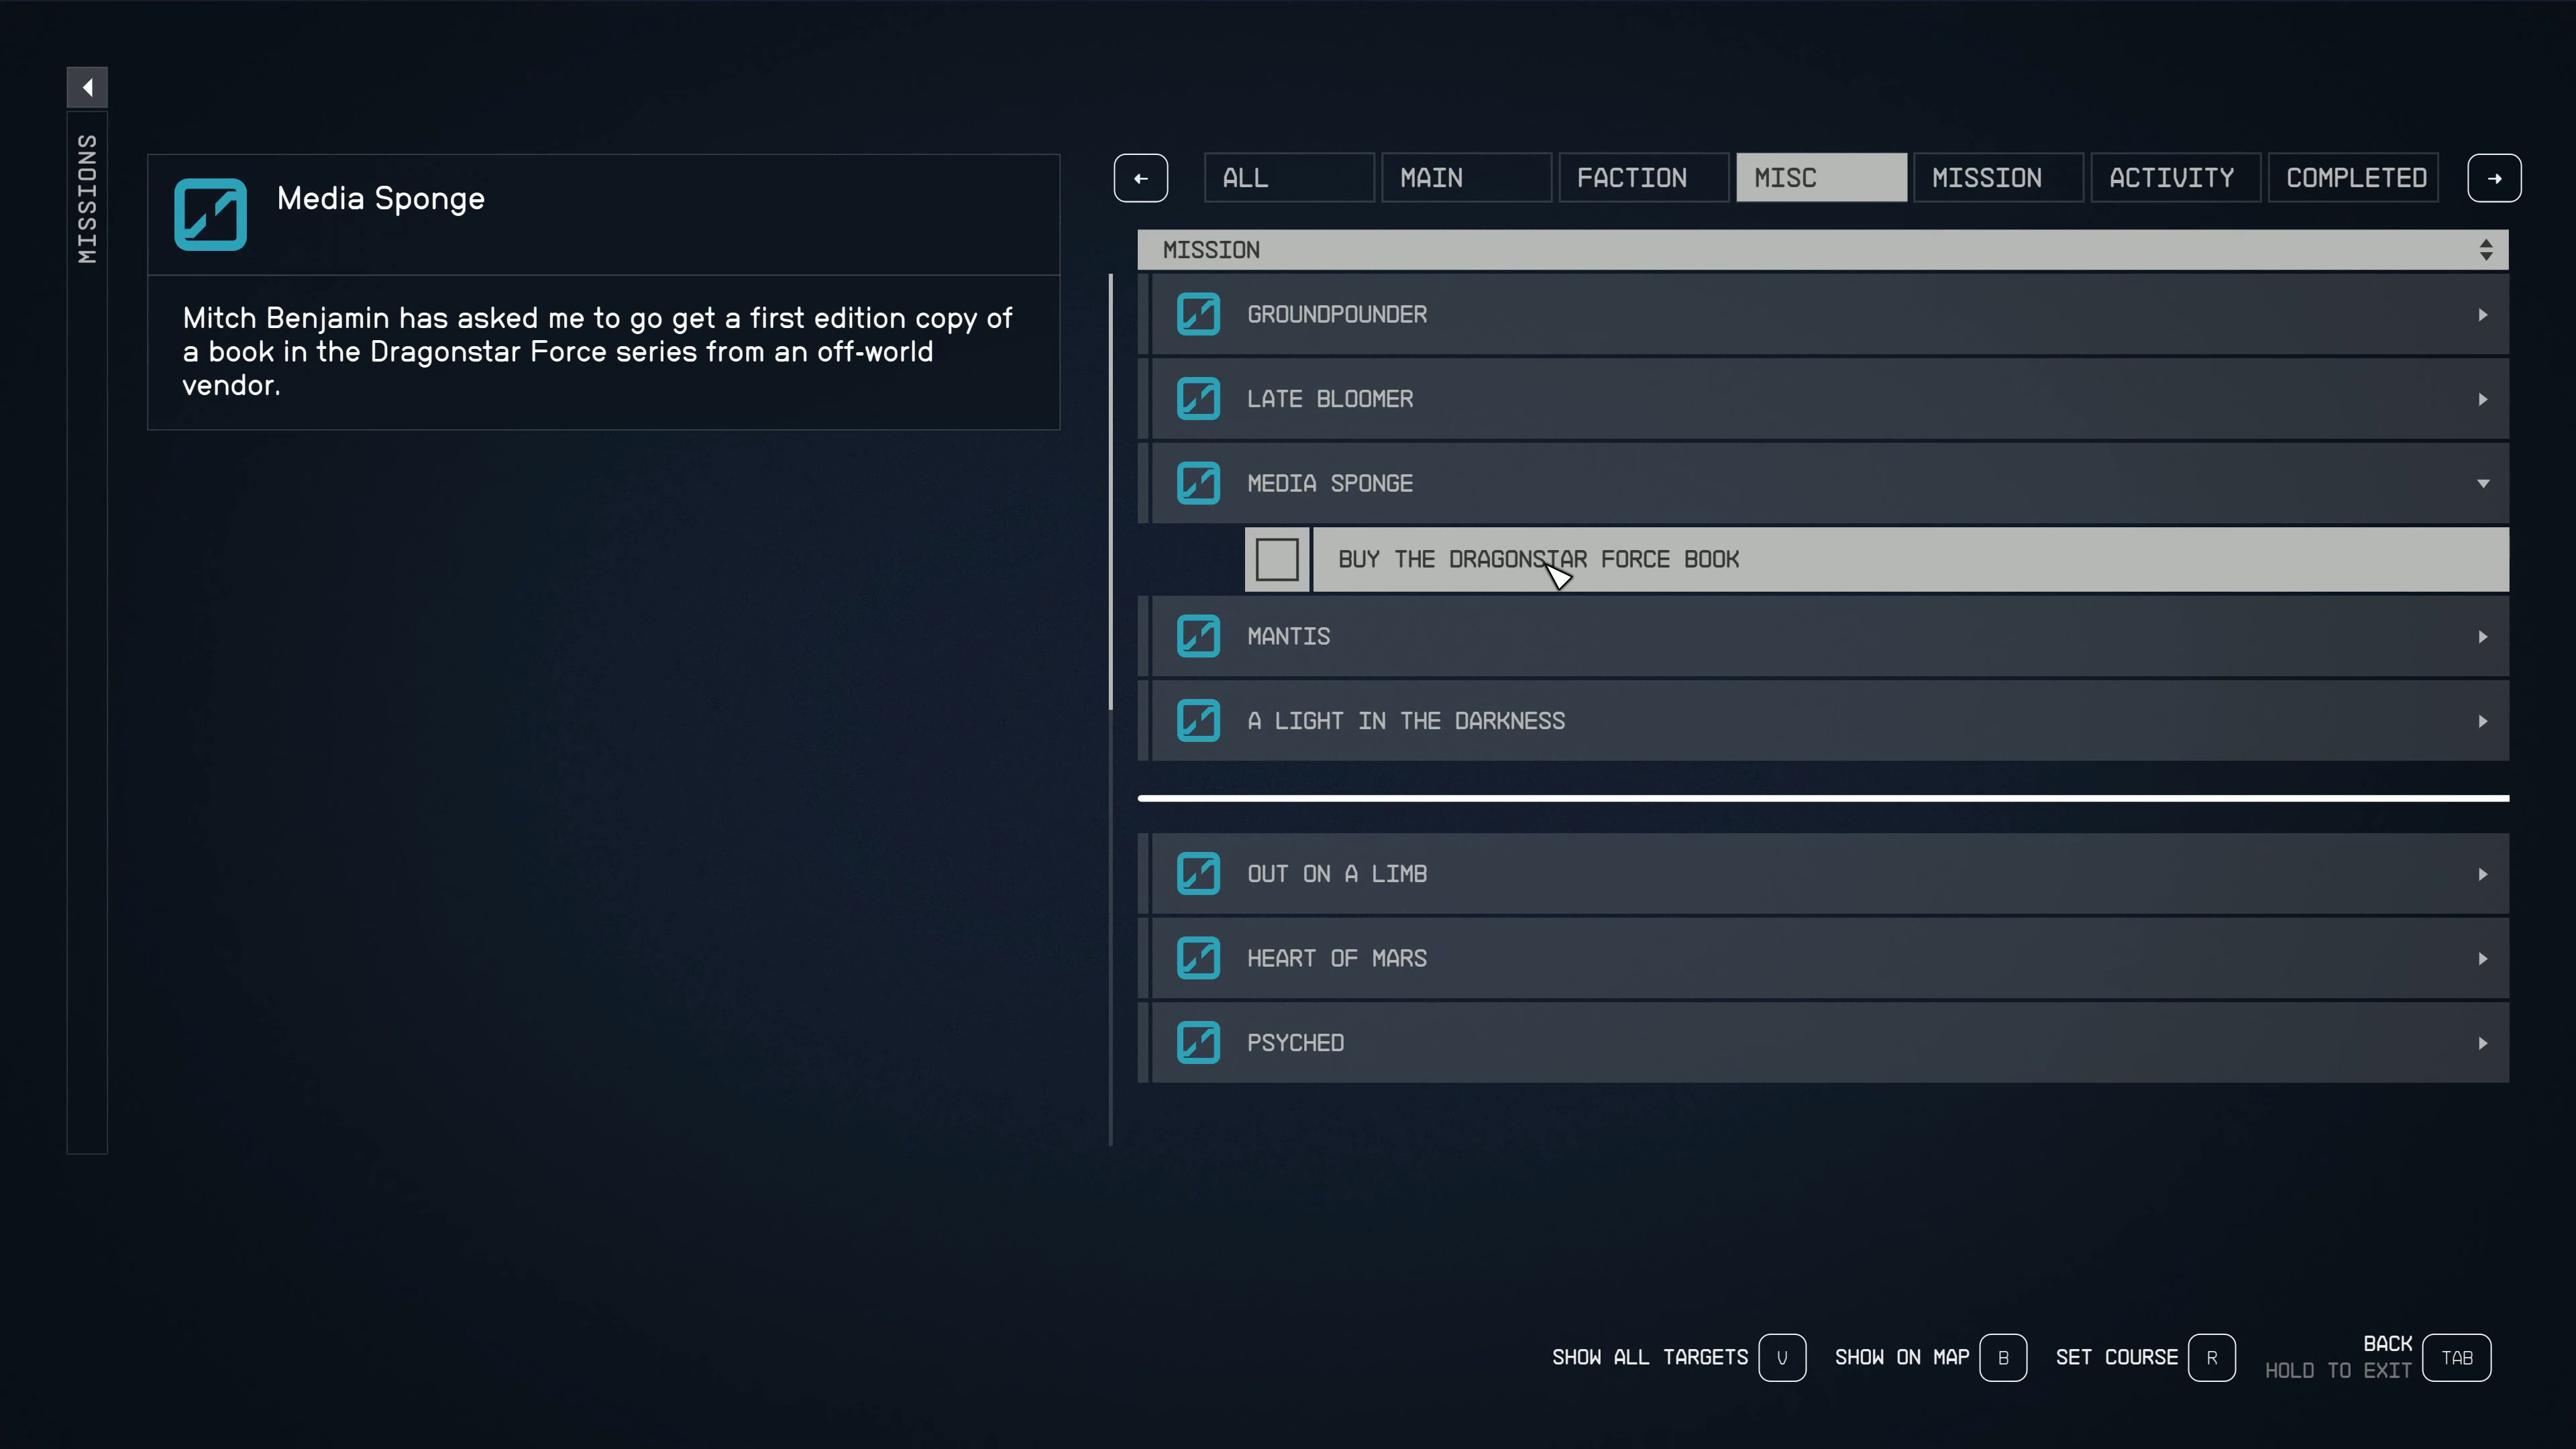 MISSIONS
Media Sponge
Mitch Benjamin has asked me to go get a first edition copy of
a book in the Dragonstar Force series from an off-world
vendor.
ALL
MAIN
FACTION
MISC
MISSION
ACTIVITY
COMPLETED
MISSION
GROUNDPOUNDER
LATE BLOOMER
MEDIA SPONGE
BUY THE DRAGONSTAR FORCE BOOK
MANTIS
A LIGHT IN THE DARKNESS
OUT ON A LIMB
HEART OF MARS
PSYCHED
SHOW ALL TARGETS V
SHOW ON MAP B
SET COURSE R
BACK
HOLD TO EXIT
TAB